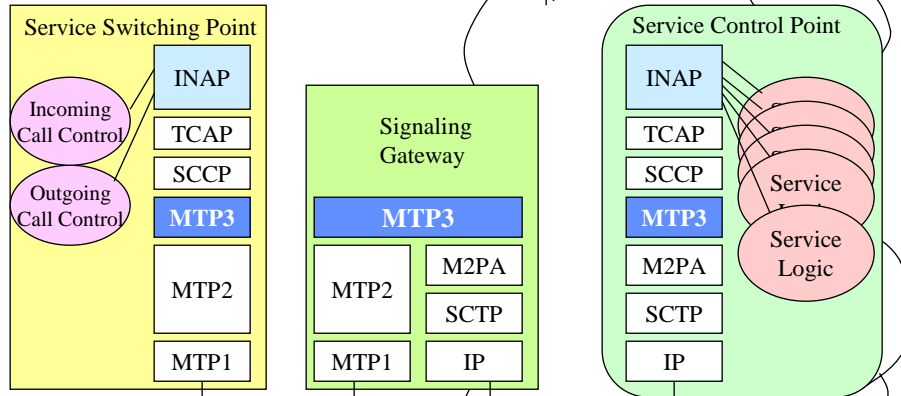 Service Switching Point
INAP
Incoming
Call Control
TCAP
SCCP
Outgoing
Call Control
MTP3
MTP2
MTP1
Signaling
Gateway
MTP3
MTP2
M2PA
SCTP
MTP1
IP
Service Control Point
INAP
TCAP
SCCP
MTP3
M2PA
SCTP
IP
Service
Service
Logic